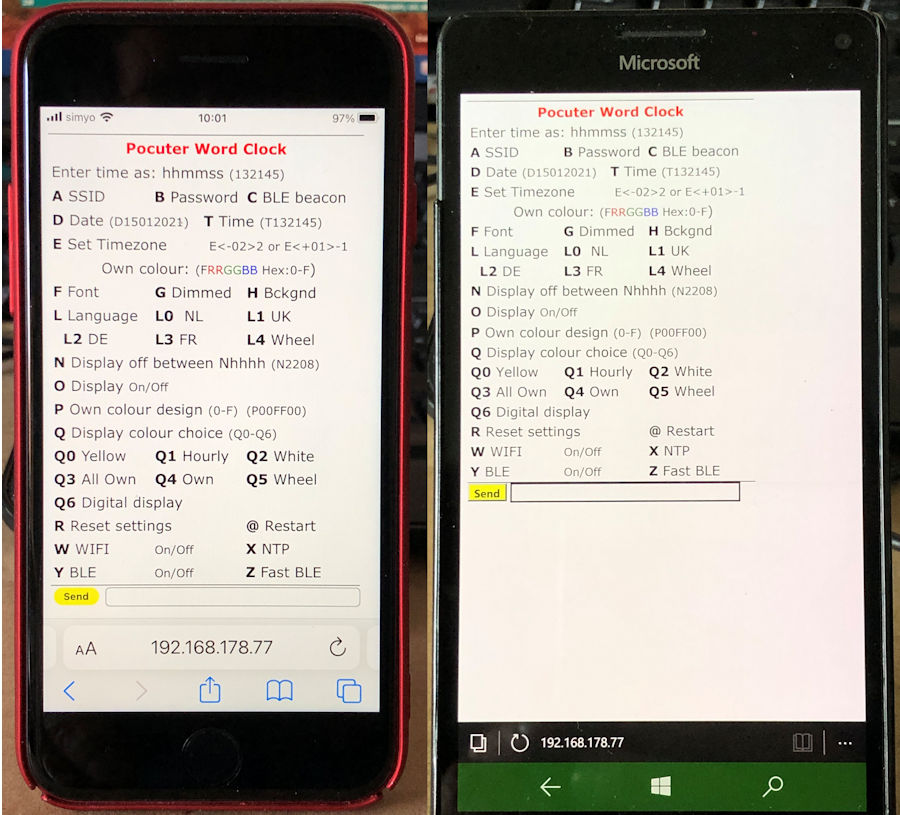 simyo 10:01 97%
Pocuter Word Clock
Enter time as: hhmmss (132145)
A SSID B Password C BLE beacon
D Date (D15012021) T Time (T132145)
E Set Timezone E<-02>2 or E<+01>-1
Own colour: (FRRGGBB Hex:0-F)
F Font G Dimmed H Bckgnd
L Language L0 NL L1 UK
L2 DE L3 FR L4 Wheel
N Display off between Nhhhh (N2208)
O Display On/Off
P Own colour design (0-F) (P00FF00)
Q Display colour choice (Q0-Q6)
Q0 Yellow Q1 Hourly Q2 White
Q3 All Own Q4 Own Q5 Wheel
Q6 Digital display
R Reset settings @ Restart
W WIFI On/Off X NTP
Y BLE On/Off Z Fast BLE
Send
AA 192.168.178.77
Microsoft
Pocuter Word Clock
Enter time as: hhmmss (132145)
A SSID B Password C BLE beacon
D Date (D15012021) T Time (T132145)
E Set Timezone E<-02>2 or E<+01>-1
Own colour: (FRRGGBB Hex:0-F)
F Font G Dimmed H Bckgnd
L Language L0 NL L1 UK
L2 DE L3 FR L4 Wheel
N Display off between Nhhhh (N2208)
O Display On/Off
P Own colour design (0-F) (P00FF00)
Q Display colour choice (Q0-Q6)
Q0 Yellow Q1 Hourly Q2 White
Q3 All Own Q4 Own Q5 Wheel
Q6 Digital display
R Reset settings @ Restart
W WIFI On/Off X NTP
Y BLE On/Off Z Fast BLE
Send
192.168.178.77